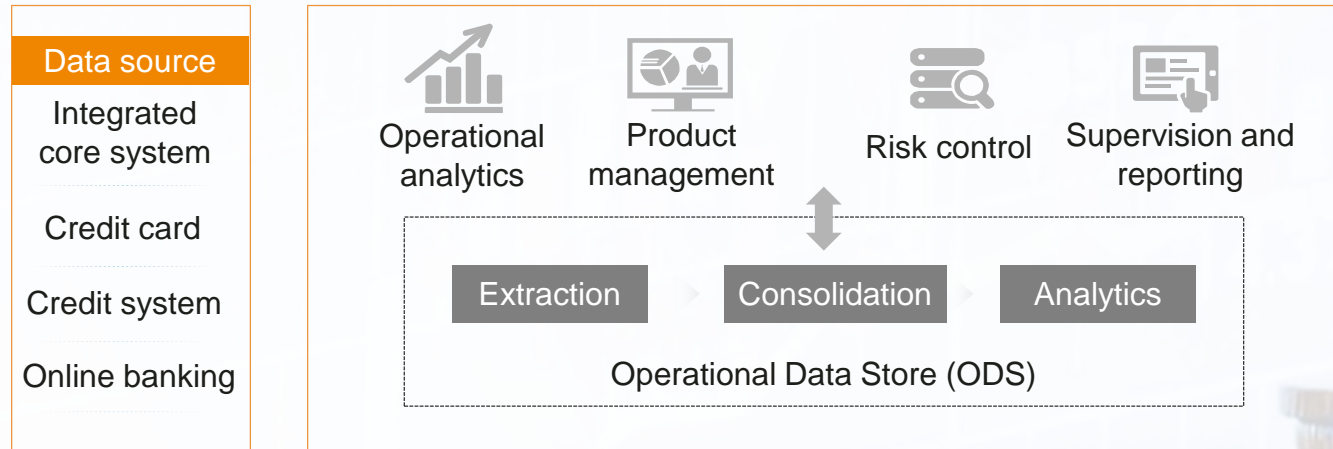 Data source
Integrated
core system
Credit card
Credit system
Online banking
Operational
analytics
Product
management
Risk control
Supervision and
reporting
Extraction
Consolidation
Analytics
Operational Data Store (ODS)